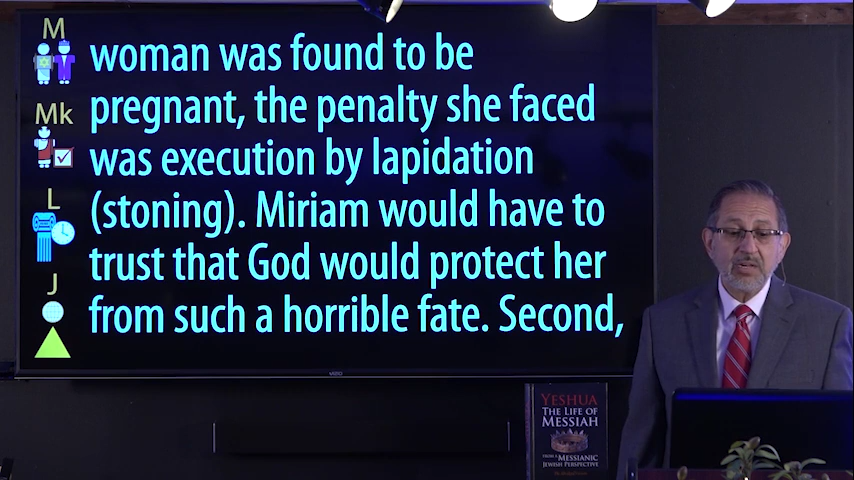 M
woman was found to be
Mk
pregnant, the penalty she faced
was execution by lapidation
L
(stoning). Miriam would have to
trust that God would protect her
J
from such a horrible fate. Second,
VIZIO
YESHUA
THE LIFE OF
MESSIAH
FROM A MESSIANIC
JEWISH PERSPECTIVE